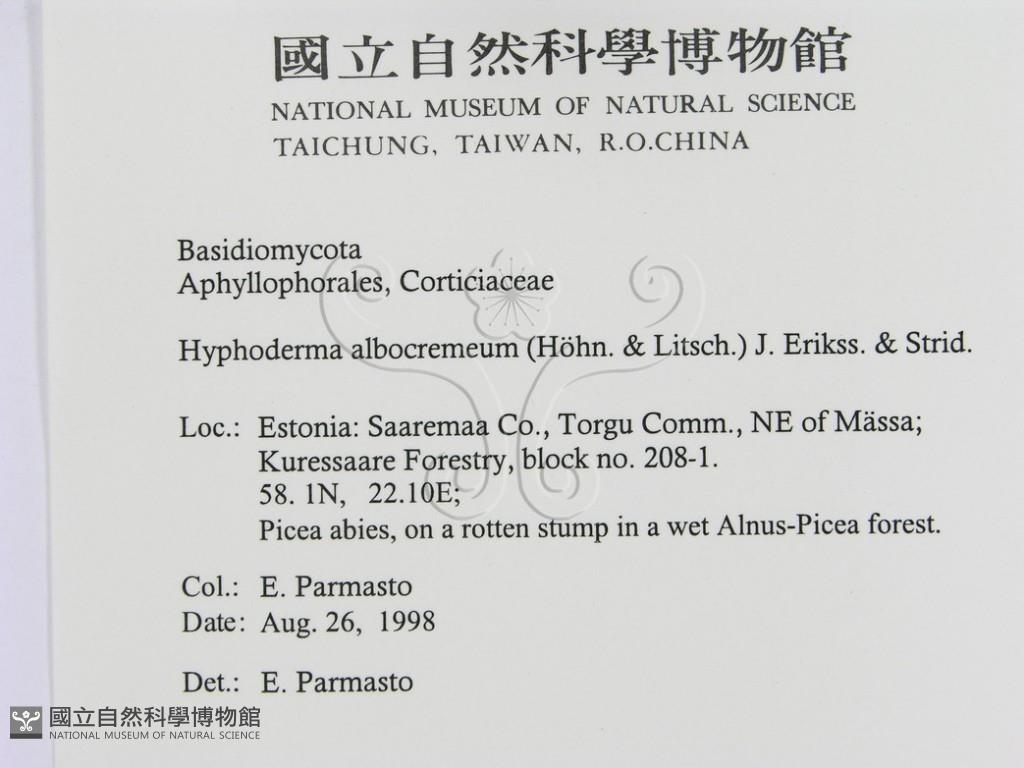 國立自然科學博物館
NATIONAL MUSEUM OF NATURAL SCIENCE
TAICHUNG, TAIWAN, R.O.CHINA
Basidiomycota
Aphyllophorales, Corticiaceae
Hyphoderma albocremeum (Höhn. & Litsch.) J. Erikss. & Strid.
Loc.: Estonia: Saaremaa Co., Torgu Comm., NE of Mässa;
Kuressaare Forestry, block no. 208-1.
58. 1N, 22.10E;
Picea abies, on a rotten stump in a wet Alnus-Picea forest.
Col.: E. Parmasto
Date: Aug. 26, 1998
Det.: E. Parmasto
國立自然科學博物館
NATIONAL MUSEUM OF NATURAL SCIENCE